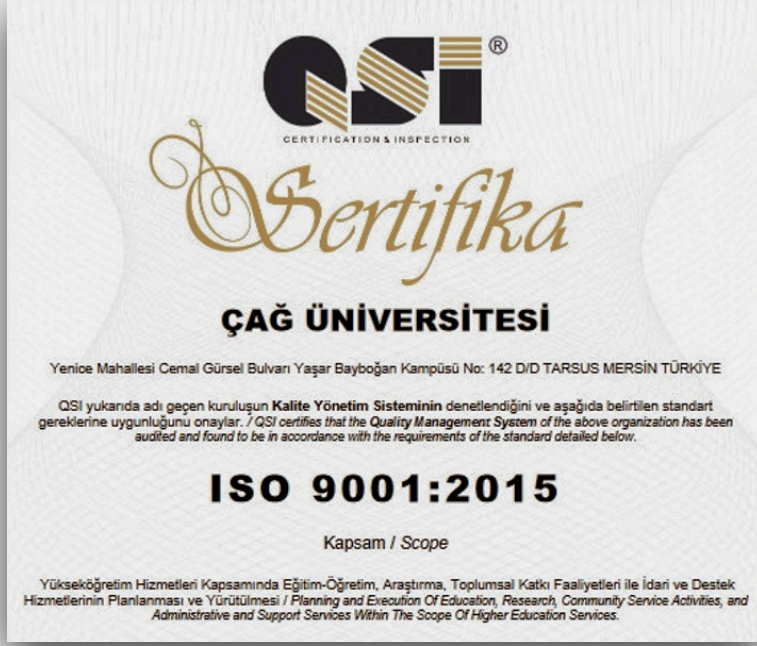 QSI®
CERTIFICATION & INSPECTION
Sertifika
ÇAĞ ÜNİVERSİTESİ
Yenice Mahallesi Cemal Gürsel Bulvarı Yaşar Bayboğan Kampüsü No: 142 D/D TARSUS MERSİN TÜRKİYE
QSI yukarıda adı geçen kuruluşun Kalite Yönetim Sisteminin denetlendiğini ve aşağıda belirtilen standart
gereklerine uygunluğunu onaylar. / QSI certifies that the Quality Management System of the above organization has been
audited and found to be in accordance with the requirements of the standard detailed below.
ISO 9001:2015
Kapsam / Scope
Yükseköğretim Hizmetleri Kapsamında Eğitim-Öğretim, Araştırma, Toplumsal Katkı Faaliyetleri ile İdari ve Destek
Hizmetlerinin Planlanması ve Yürütülmesi / Planning and Execution Of Education, Research, Community Service Activities, and
Administrative and Support Services Within The Scope Of Higher Education Services.